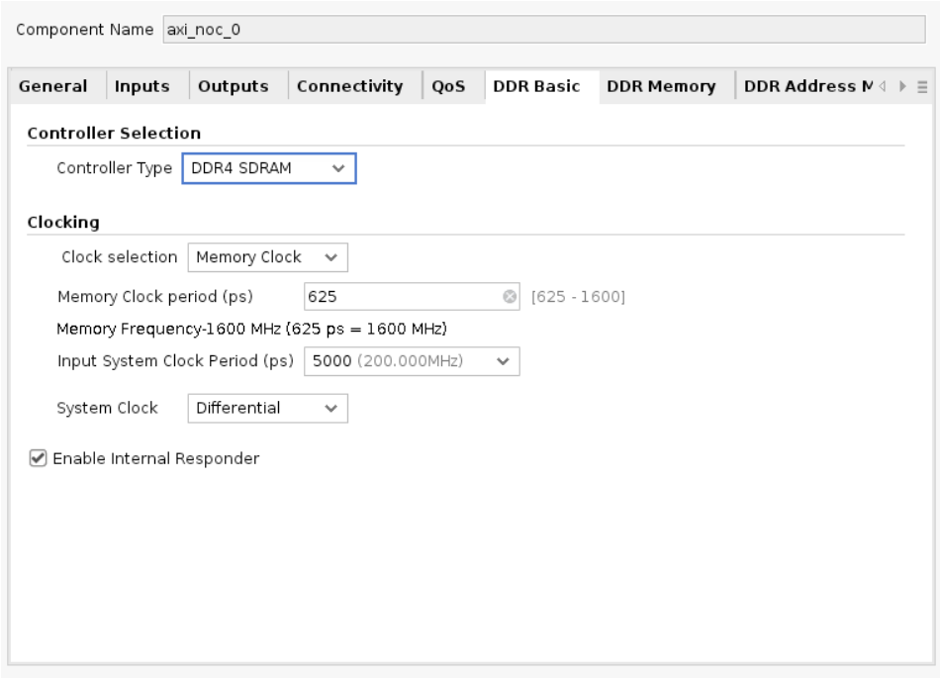 Component Name axi_noc_0
General Inputs Outputs Connectivity QoS DDR Basic DDR Memory DDR Address M
Controller Selection
Controller Type DDR4 SDRAM
Clocking
Clock selection Memory Clock
Memory Clock period (ps) 625 [625 - 1600]
Memory Frequency-1600 MHz (625 ps = 1600 MHz)
Input System Clock Period (ps) 5000 (200.000MHz)
System Clock Differential
Enable Internal Responder